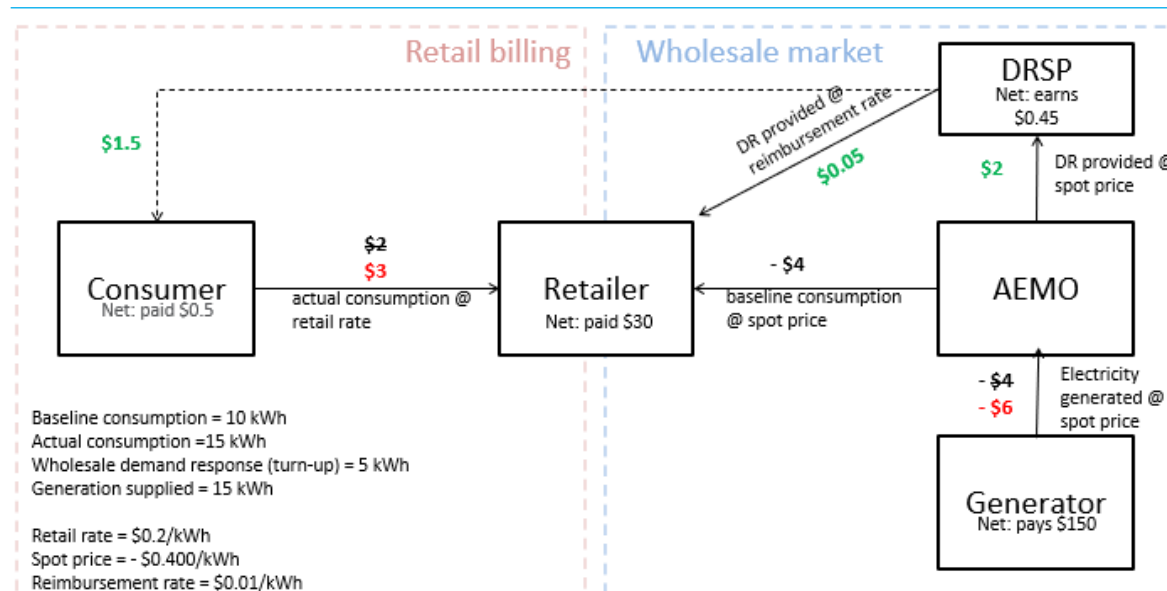 Retail billing
Wholesale market
DRSP
Net: earns
$0.45
DR provided @
reimbursement rate
$0.05
$1.5
$2
DR provided @
spot price
Consumer
Net: paid $0.5
$2
$3
actual consumption @
retail rate
Retailer
Net: paid $30
- $4
baseline consumption
@ spot price
AEMO
- $4
- $6
Electricity
generated @
spot price
Generator
Net: pays $150
Baseline consumption = 10 kWh
Actual consumption =15 kWh
Wholesale demand response (turn-up) = 5 kWh
Generation supplied = 15 kWh
Retail rate = $0.2/kWh
Spot price = - $0.400/kWh
Reimbursement rate = $0.01/kWh